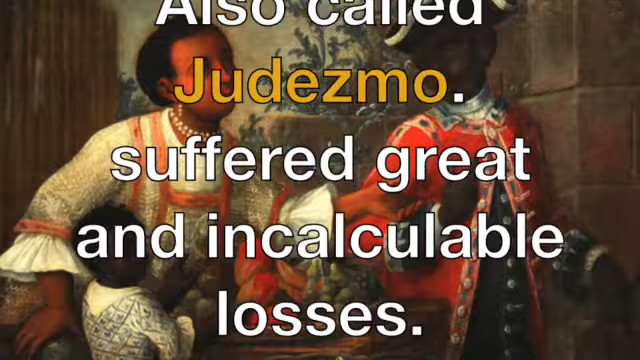 Also called
Judezmo.
suffered great
and incalculable
losses.